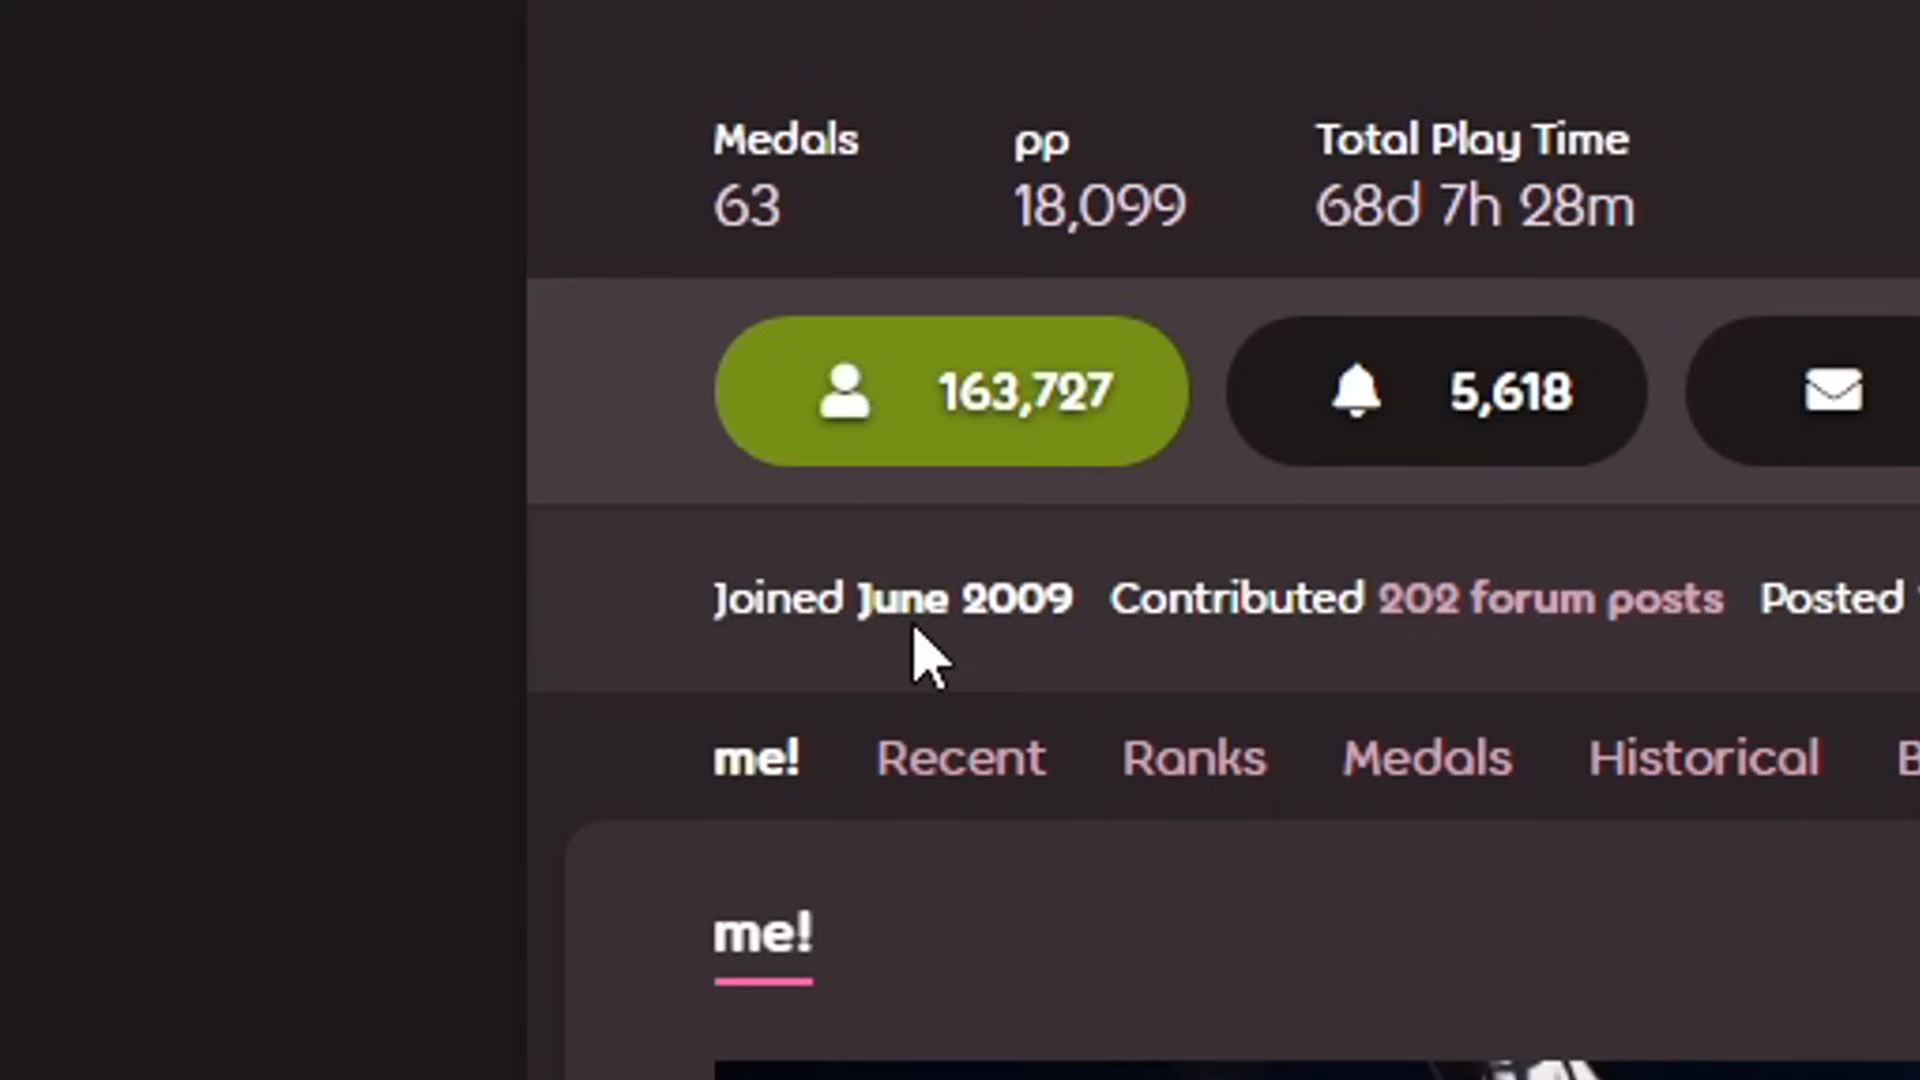 Medals pp Total Play Time
63 18,099 68d 7h 28m
163,727 5,618
Joined June 2009 Contributed 202 forum posts Posted
me! Recent Ranks Medals Historical
me!